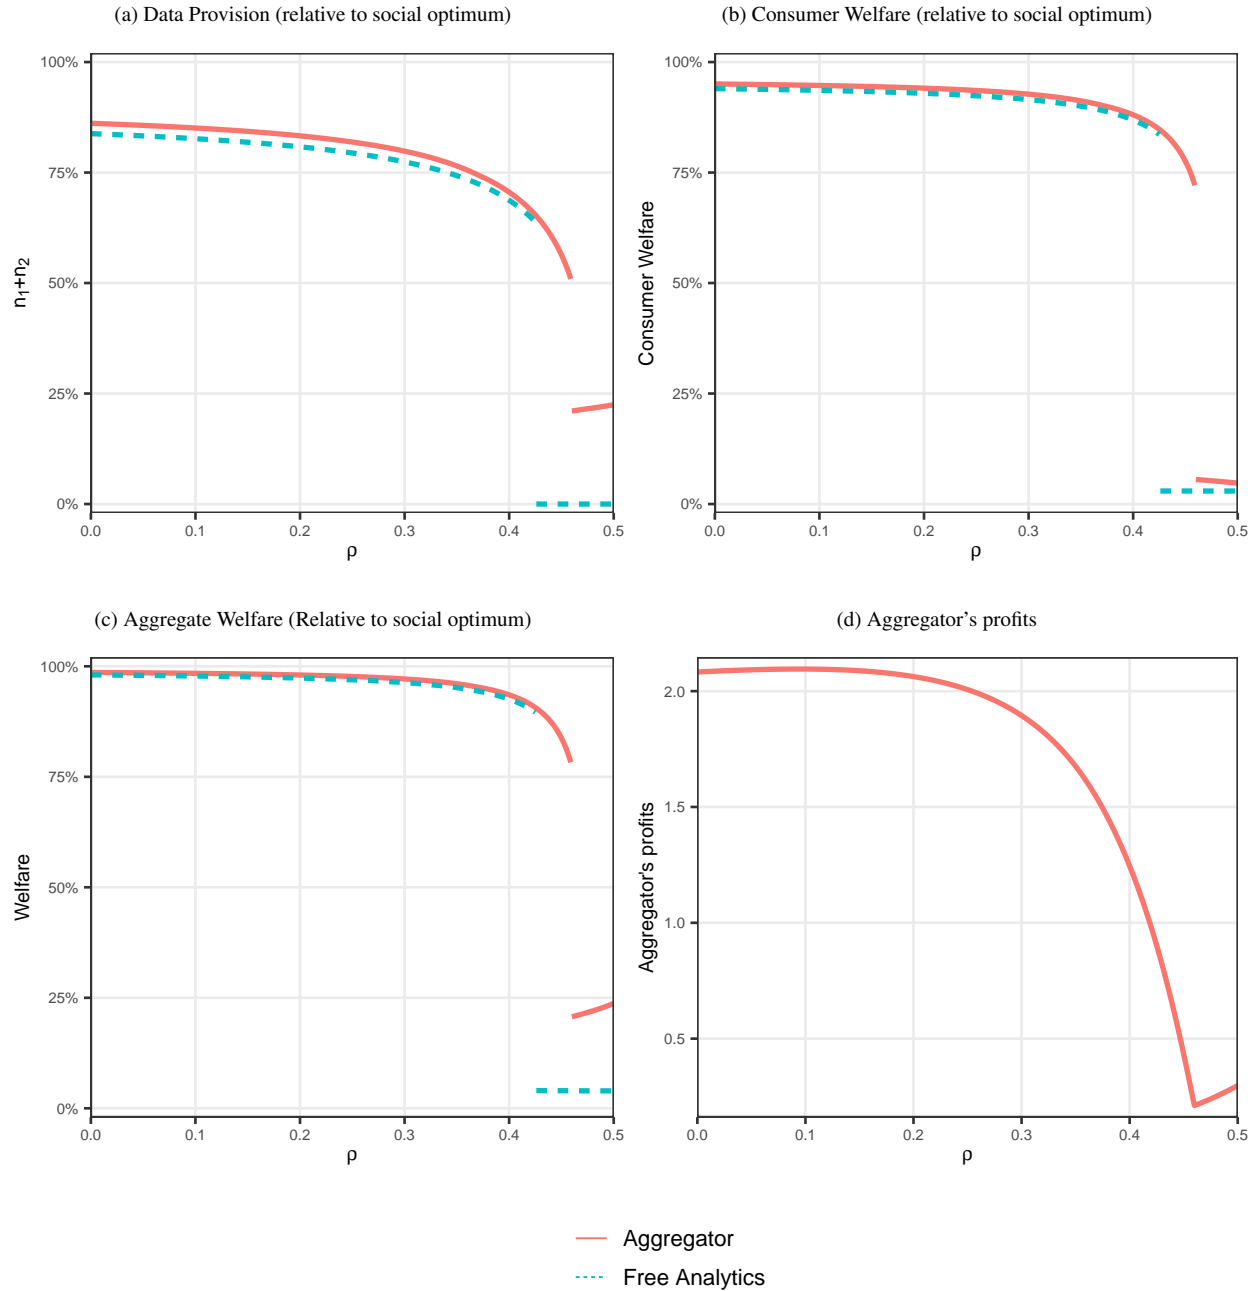 (a) Data Provision (relative to social optimum)
100%
75%
50%
25%
0%
n1+n2
0.0 0.1 0.2 0.3 0.4 0.5
ρ
(b) Consumer Welfare (relative to social optimum)
100%
75%
50%
25%
0%
Consumer Welfare
0.0 0.1 0.2 0.3 0.4 0.5
ρ
(c) Aggregate Welfare (Relative to social optimum)
100%
75%
50%
25%
0%
Welfare
0.0 0.1 0.2 0.3 0.4 0.5
ρ
(d) Aggregator’s profits
2.0
1.5
1.0
0.5
Aggregator's profits
0.0 0.1 0.2 0.3 0.4 0.5
ρ
Aggregator
Free Analytics